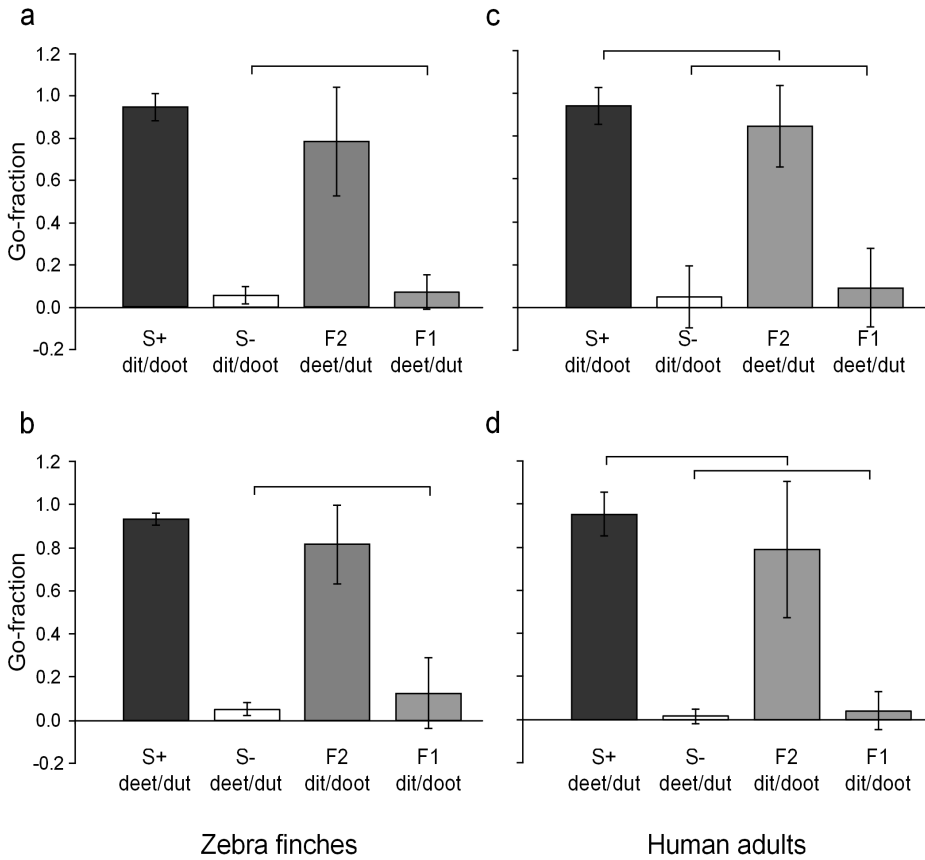 a
1.2
1.0
0.8
0.6
0.4
0.2
0.0
-0.2
Go-fraction
S+ S- F2 F1
dit/doot dit/doot deet/dut deet/dut
c
S+ S- F2 F1
dit/doot dit/doot deet/dut deet/dut
b
1.2
1.0
0.8
0.6
0.4
0.2
0.0
-0.2
Go-fraction
S+ S- F2 F1
deet/dut deet/dut dit/doot dit/doot
d
S+ S- F2 F1
deet/dut deet/dut dit/doot dit/doot
Zebra finches
Human adults